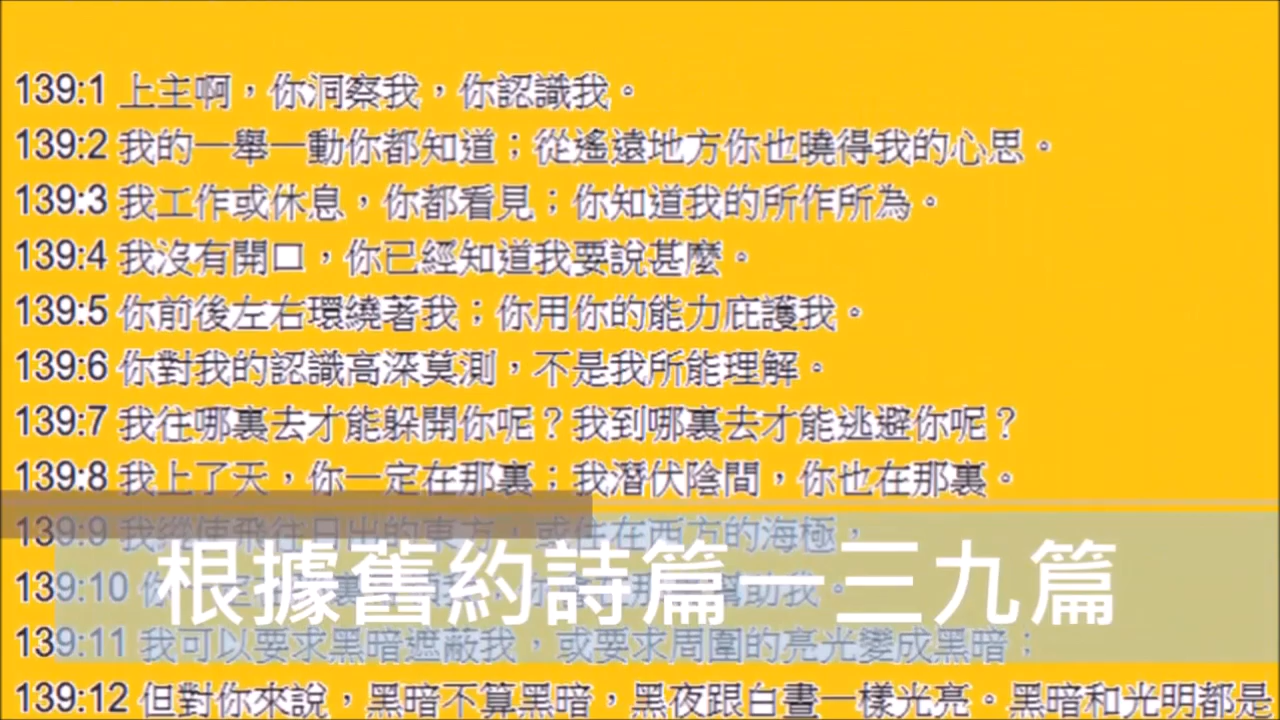 139:1 上主啊，你洞察我，你認識我。
139:2 我的一舉一動你都知道；從遙遠地方你也曉得我的心思。
139:3 我工作或休息，你都看見；你知道我的所作所為。
139:4 我沒有開口，你已經知道我要說甚麼。
139:5 你前後左右環繞著我；你用你的能力庇護我。
139:6 你對我的認識高深莫測，不是我所能理解。
139:7 我往哪裏去才能躲開你呢？我到哪裏去才能逃避你呢？
139:8 我上了天，你一定在那裏；我潛伏陰間，你也在那裏。
139:9 我縱使飛往日出的東方，或住在西方的海極，
根據舊約詩篇一三九篇
139:10 你 幫助我。
139:11 我可以要求黑暗遮蔽我，或要求周圍的亮光變成黑暗；
139:12 但對你來說，黑暗不算黑暗，黑夜跟白晝一樣光亮。黑暗和光明都是